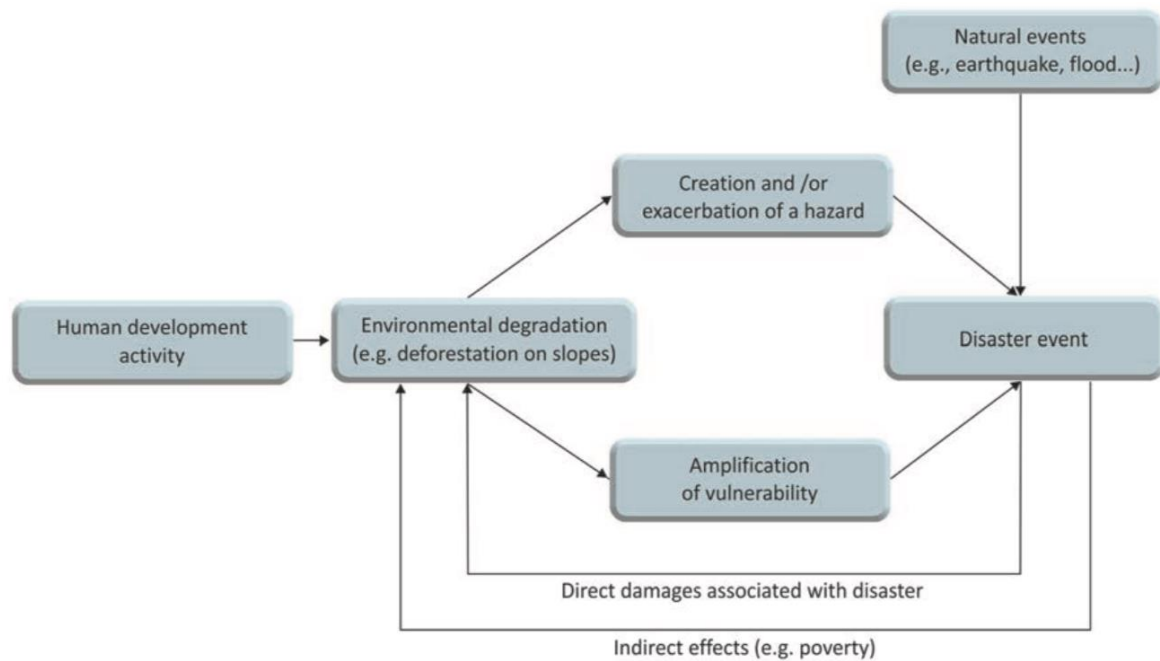 Natural events
(e.g., earthquake, flood...)
Creation and /or
exacerbation of a hazard
Human development
activity
Environmental degradation
(e.g. deforestation on slopes)
Disaster event
Amplification
of vulnerability
Direct damages associated with disaster
Indirect effects (e.g. poverty)